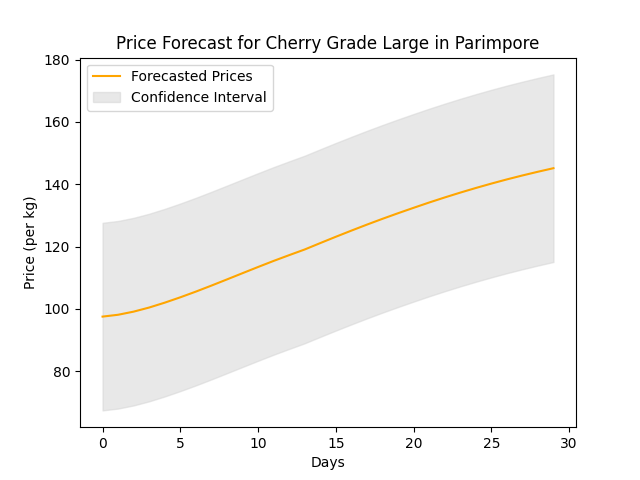 Price Forecast for Cherry Grade Large in Parimpore
Forecasted Prices
Confidence Interval
Price (per kg)
180
160
140
120
100
80
0 5 10 15 20 25 30
Days